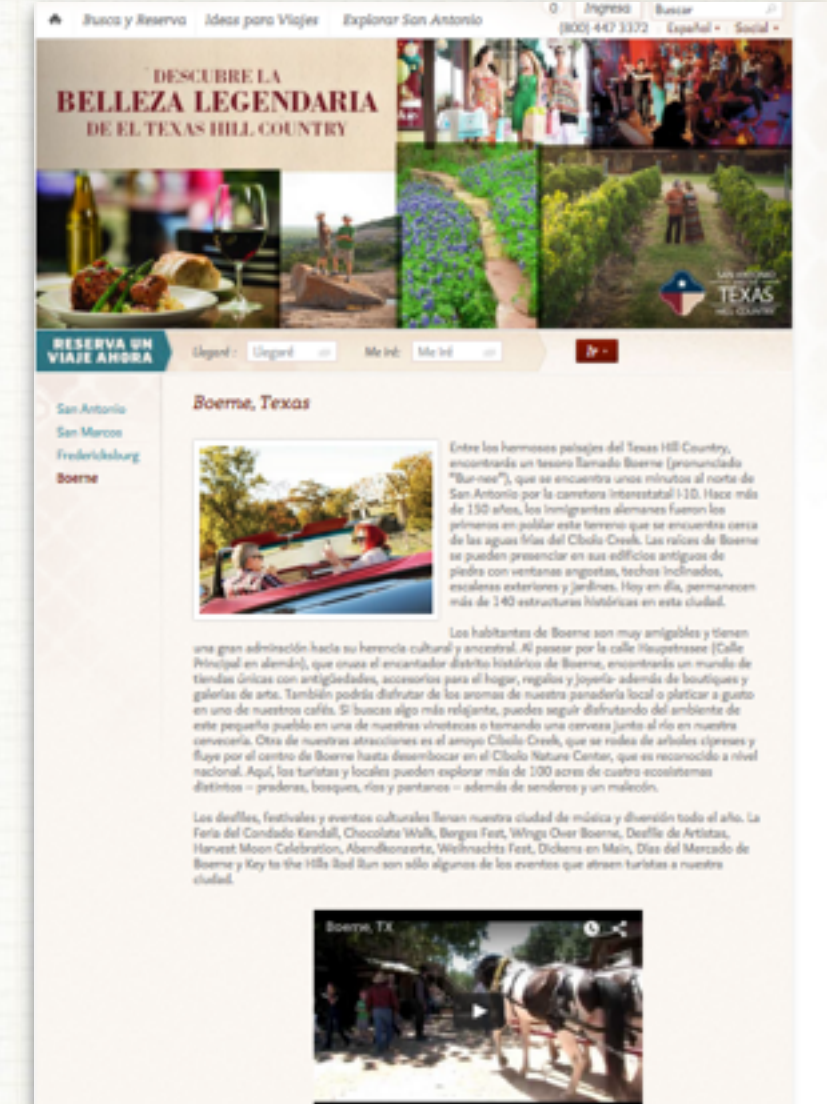 Busca y Reserva Ideas para Viajes Explorar San Antonio
0 Ingresa Buscar
(800) 447 3372 Español Social
DESCUBRE LA
BELLEZA LEGENDARIA
DE EL TEXAS HILL COUNTRY
SAN ANTONIO
TEXAS
HILL COUNTRY
RESERVA UN
VIAJE AHORA
Llegaré : Llegaré Me iré: Me iré Ir
San Antonio
San Marcos
Fredericksburg
Boerne
Boerne, Texas
Entre los hermosos paisajes del Texas Hill Country,
encontrarás un tesoro llamado Boerne (pronunciado
"Bur-nee"), que se encuentra unos minutos al norte de
San Antonio por la carretera interestatal I-10. Hace más
de 150 años, los inmigrantes alemanes fueron los
primeros en poblar este terreno que se encuentra cerca
de las aguas frías del Cibolo Creek. Las raíces de Boerne
se pueden presenciar en sus edificios antiguos de
piedra con ventanas angostas, techos inclinados,
escaleras exteriores y jardines. Hoy en día, permanecen
más de 140 estructuras históricas en esta ciudad.
Los habitantes de Boerne son muy amigables y tienen
una gran admiración hacia su herencia cultural y ancestral. Al pasear por la calle Haupstrasee (Calle
Principal en alemán), que cruza el encantador distrito histórico de Boerne, encontrarás un mundo de
tiendas únicas con antigüedades, accesorios para el hogar, regalos y joyería- además de boutiques y
galerías de arte. También podrás disfrutar de los aromas de nuestra panadería local o platicar a gusto
en uno de nuestros cafés. Si buscas algo más relajante, puedes seguir disfrutando del ambiente de
este pequeño pueblo en una de nuestras vinotecas o tomando una cerveza junto al río en nuestra
cervecería. Otra de nuestras atracciones es el arroyo Cibolo Creek, que se rodea de arboles cipreses y
fluye por el centro de Boerne hasta desembocar en el Cibolo Nature Center, que es reconocido a nivel
nacional. Aquí, los turistas y locales pueden explorar más de 100 acres de cuatro ecosistemas
distintos – praderas, bosques, ríos y pantanos – además de senderos y un malecón.
Los desfiles, festivales y eventos culturales llenan nuestra ciudad de música y diversión todo el año. La
Feria del Condado Kendall, Chocolate Walk, Berges Fest, Wings Over Boerne, Desfile de Artistas,
Harvest Moon Celebration, Abendkonzerte, Weihnachts Fest, Dickens en Main, Días del Mercado de
Boerne y Key to the Hills Rod Run son sólo algunos de los eventos que atraen turistas a nuestra
ciudad.
Boerne, TX